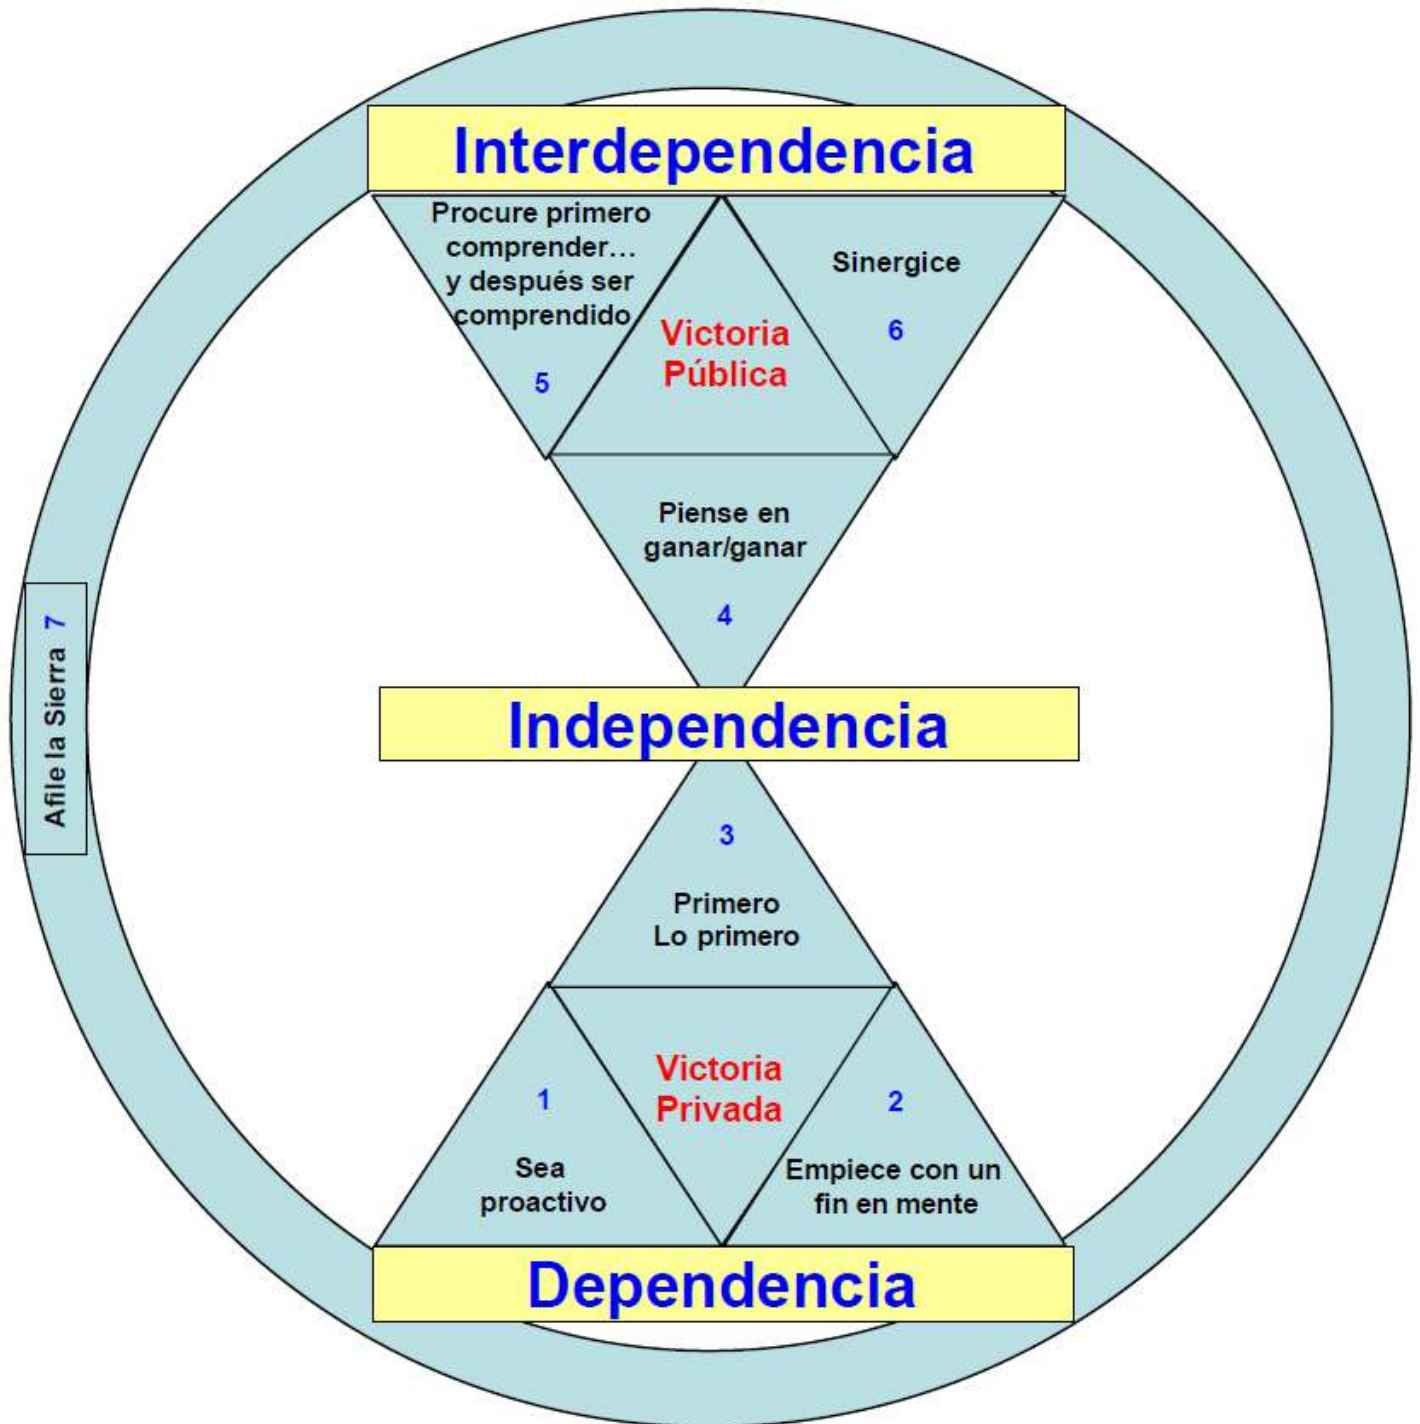 Interdependencia
Procure primero
comprender...
y después ser
comprendido
5
Victoria
Pública
Sinergice
6
Piense en
ganar/ganar
4
Afile la Sierra 7
Independencia
3
Primero
Lo primero
1
Sea
proactivo
Victoria
Privada
2
Empiece con un
fin en mente
Dependencia